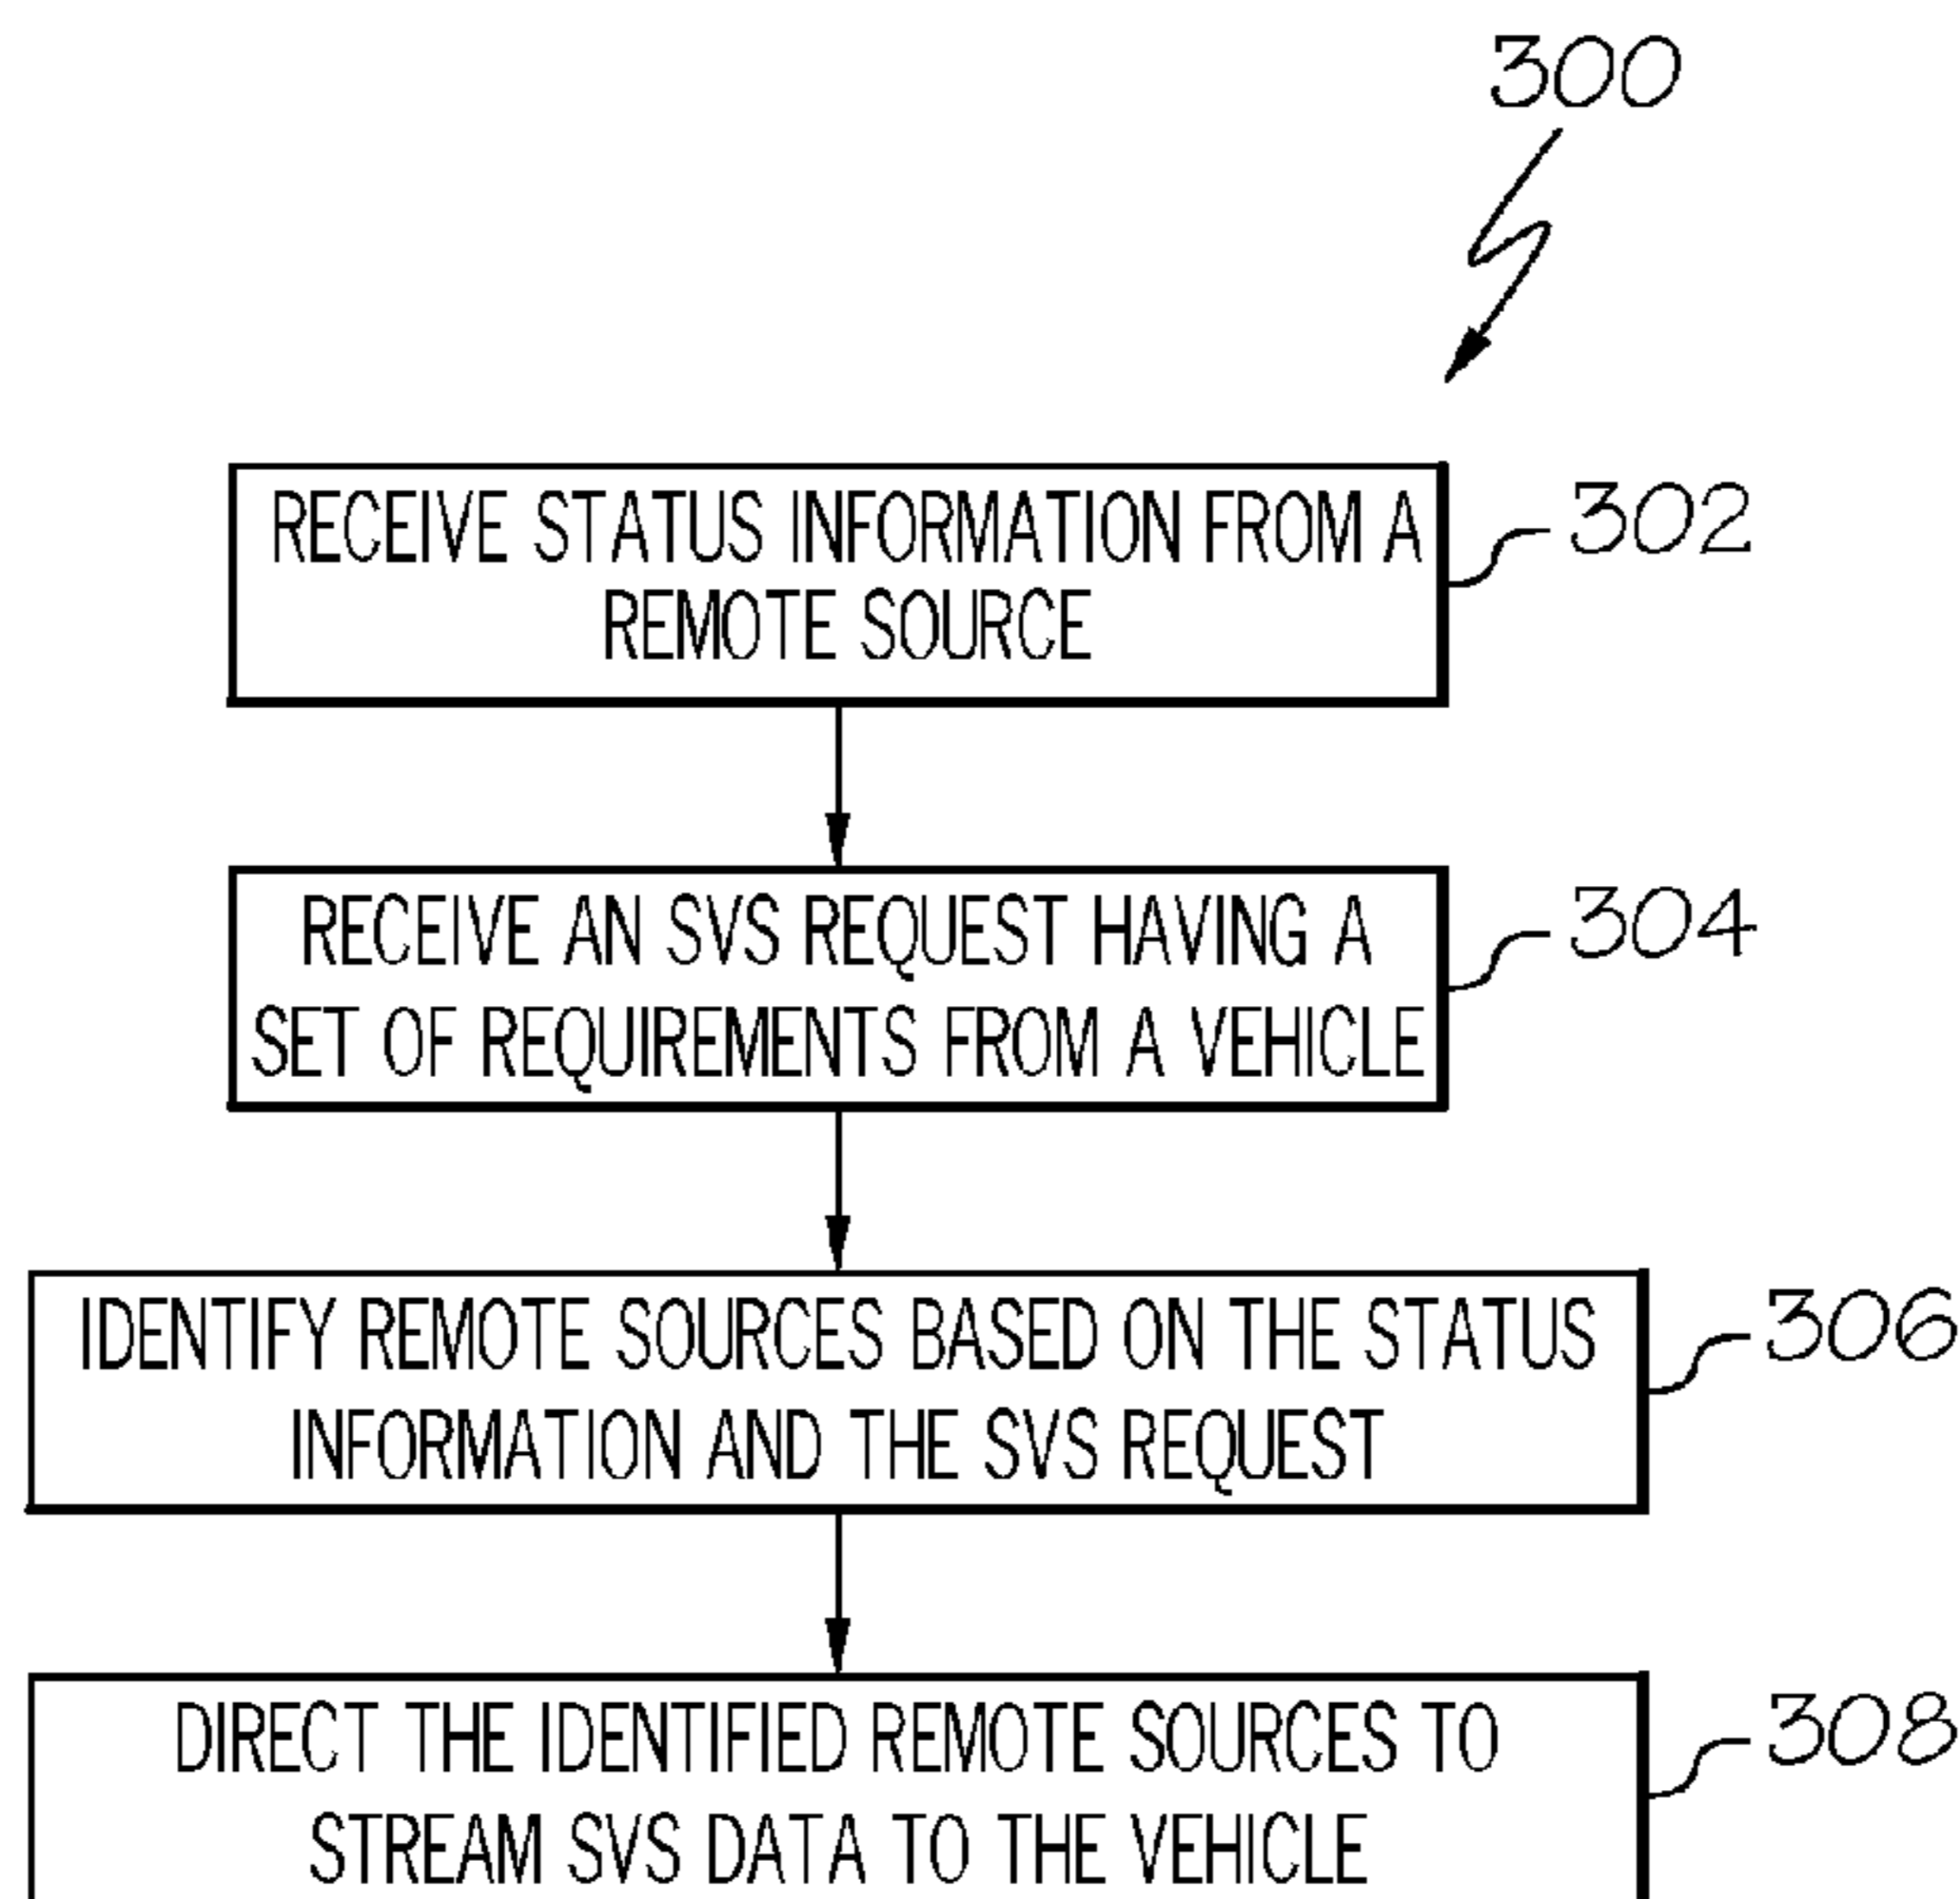 300
RECEIVE STATUS INFORMATION FROM A
REMOTE SOURCE
302
RECEIVE AN SVS REQUEST HAVING A
SET OF REQUIREMENTS FROM A VEHICLE
304
IDENTIFY REMOTE SOURCES BASED ON THE STATUS
INFORMATION AND THE SVS REQUEST
306
DIRECT THE IDENTIFIED REMOTE SOURCES TO
STREAM SVS DATA TO THE VEHICLE
308